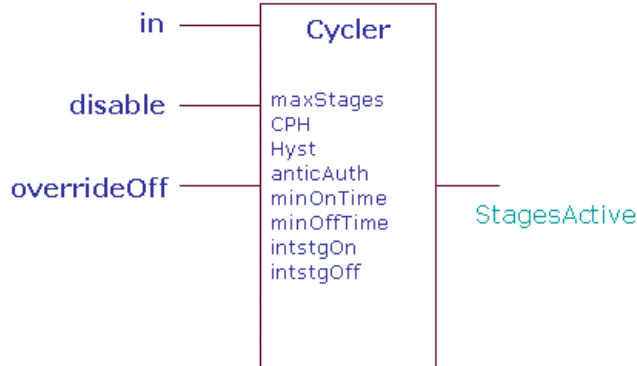 in
Cycler
disable
maxStages
CPH
Hyst
anticAuth
overrideOff
minOnTime
minOffTime
StagesActive
intstgOn
intstgOff